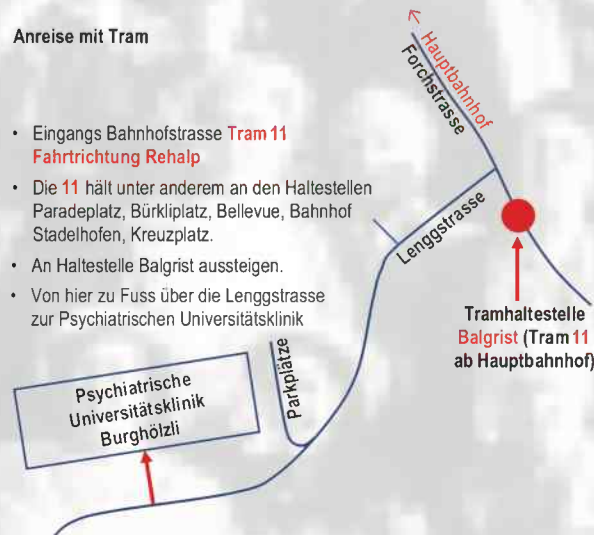 Anreise mit Tram
• Eingangs Bahnhofstrasse Tram 11
Fahrtrichtung Rehalp
• Die 11 hält unter anderem an den Haltestellen
Paradeplatz, Bürkliplatz, Bellevue, Bahnhof
Stadelhofen, Kreuzplatz.
• An Haltestelle Balgrist aussteigen.
• Von hier zu Fuss über die Lenggstrasse
zur Psychiatrischen Universitätsklinik
Hauptbahnhof
Forchstrasse
Lenggstrasse
Tramhaltestelle
Balgrist (Tram 11
ab Hauptbahnhof)
Parkplätze
Psychiatrische
Universitätsklinik
Burghölzli